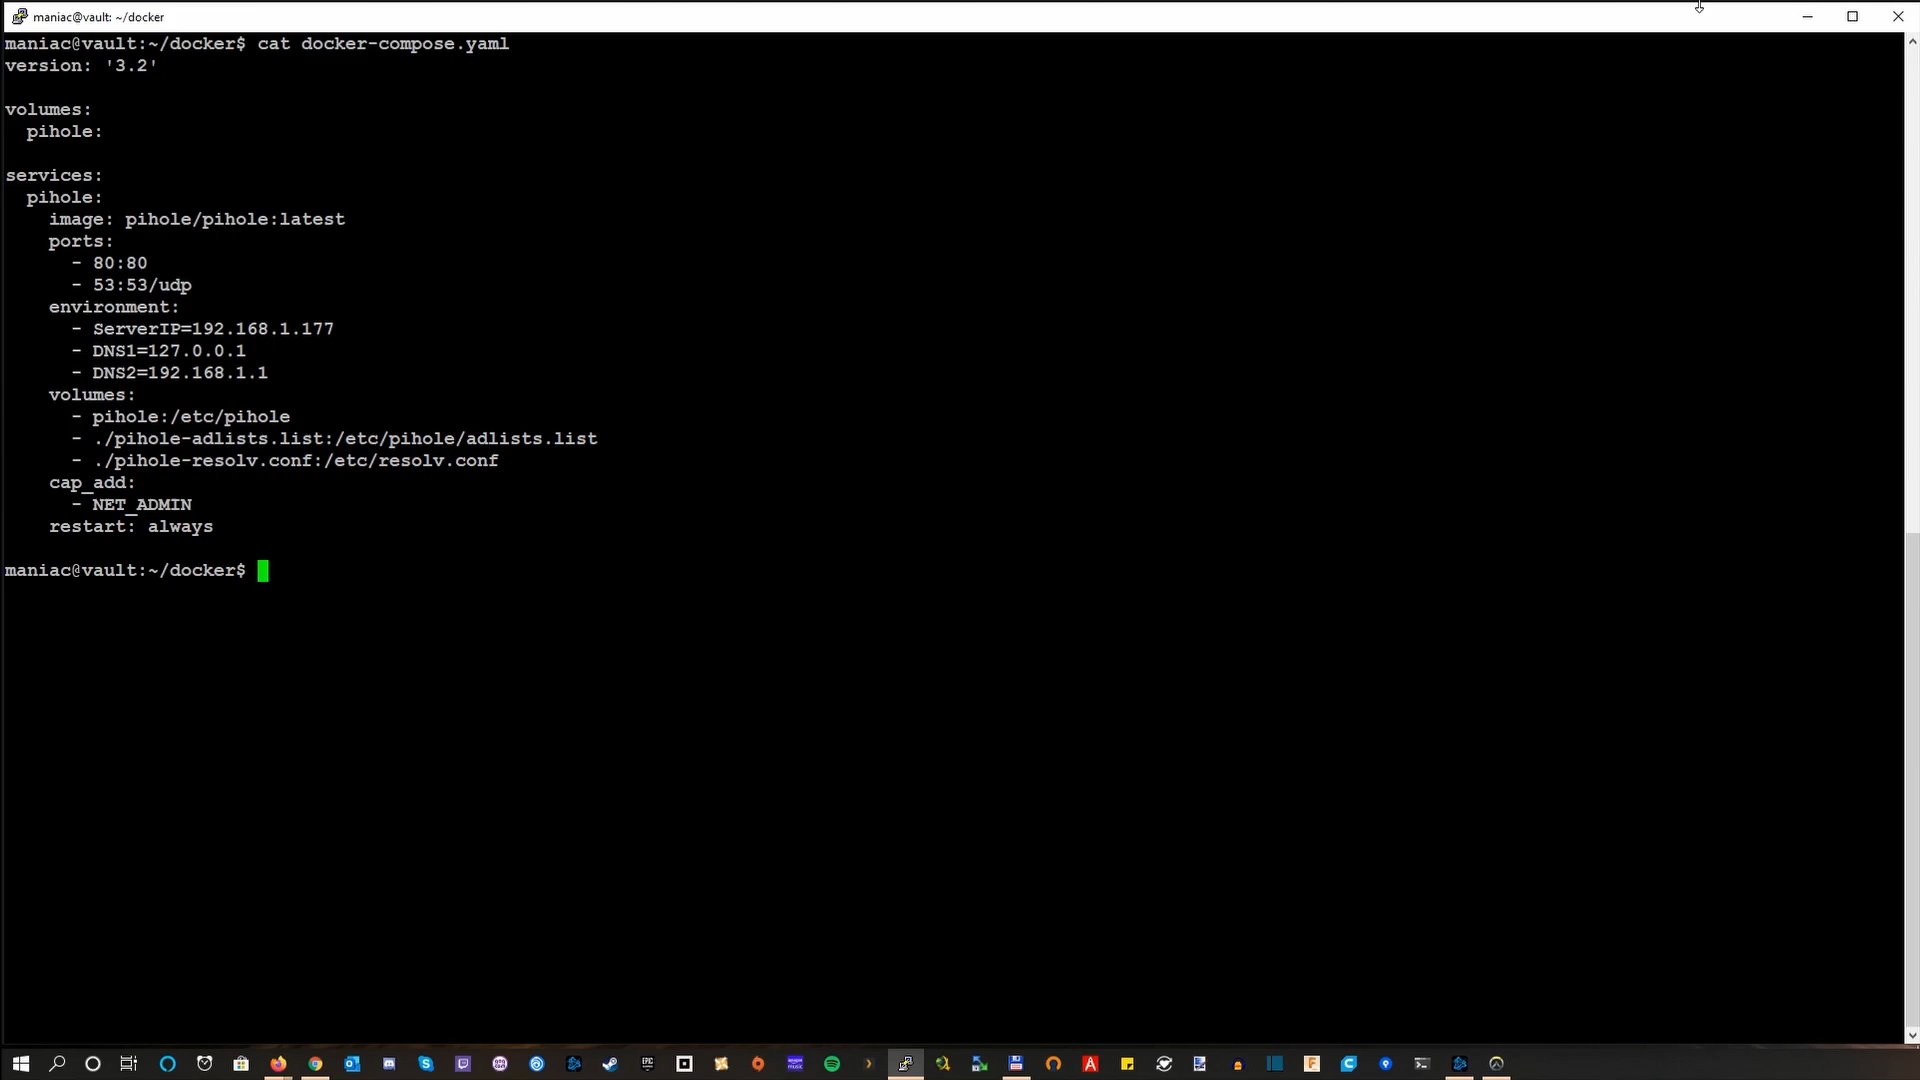 maniac@vault: ~/docker
maniac@vault:~/docker$ cat docker-compose.yaml
version: '3.2'

volumes:
  pihole:

services:
  pihole:
    image: pihole/pihole:latest
    ports:
      - 80:80
      - 53:53/udp
    environment:
      - ServerIP=192.168.1.177
      - DNS1=127.0.0.1
      - DNS2=192.168.1.1
    volumes:
      - pihole:/etc/pihole
      - ./pihole-adlists.list:/etc/pihole/adlists.list
      - ./pihole-resolv.conf:/etc/resolv.conf
    cap_add:
      - NET_ADMIN
    restart: always

maniac@vault:~/docker$